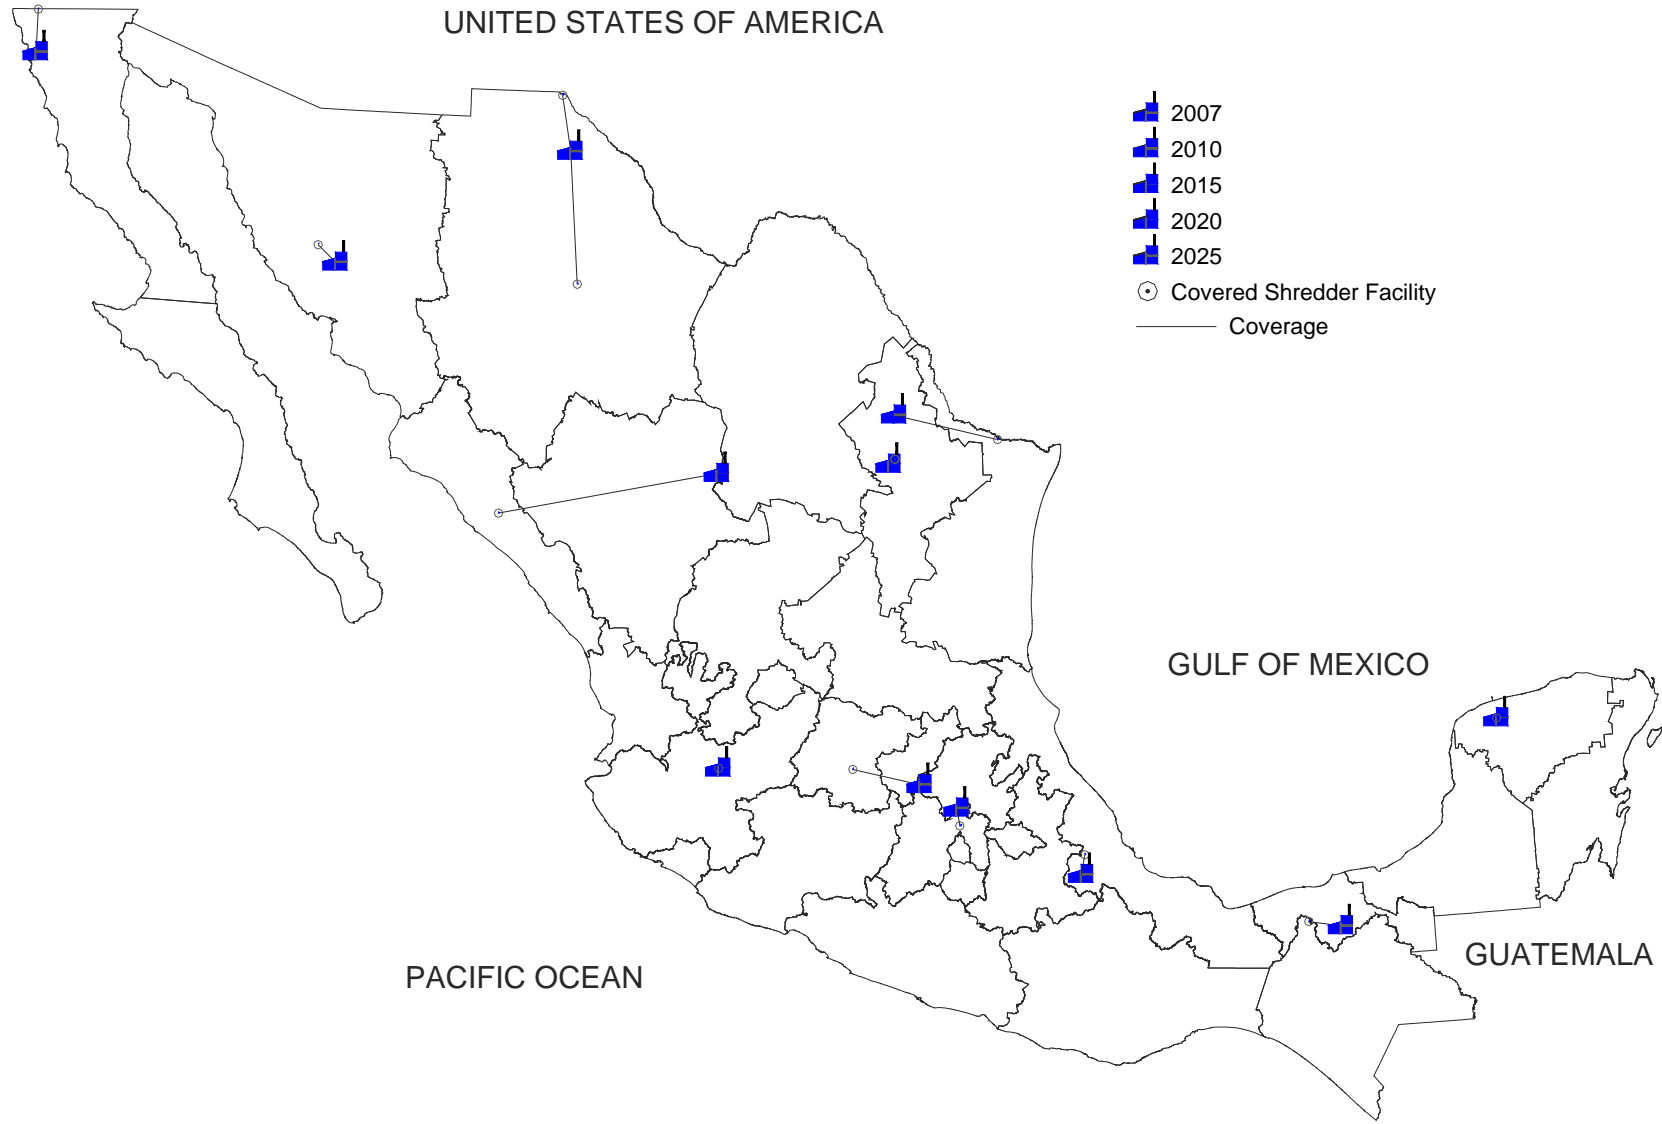 UNITED STATES OF AMERICA
2007
2010
2015
2020
2025
Covered Shredder Facility
Coverage
GULF OF MEXICO
GUATEMALA
PACIFIC OCEAN